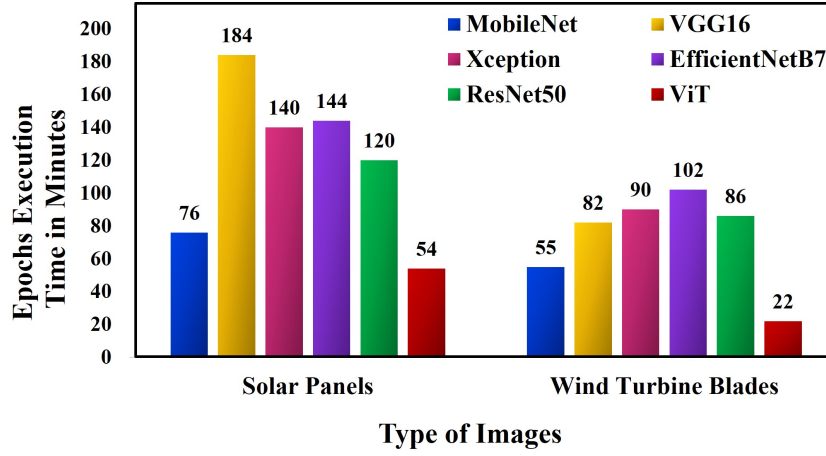 Epochs Execution
Time in Minutes
200
180
160
140
120
100
80
60
40
20
0
MobileNet
VGG16
Xception
EfficientNetB7
ResNet50
ViT
76
184
140
144
120
54
55
82
90
102
86
22
Solar Panels
Wind Turbine Blades
Type of Images